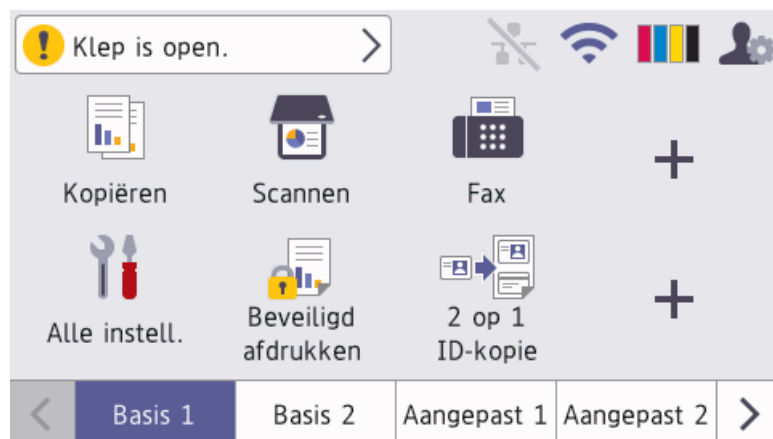 Klep is open.
Kopiëren
Scannen
Fax
Alle instell.
Beveiligd
afdrukken
2 op 1
ID-kopie
Basis 1
Basis 2
Aangepast 1
Aangepast 2